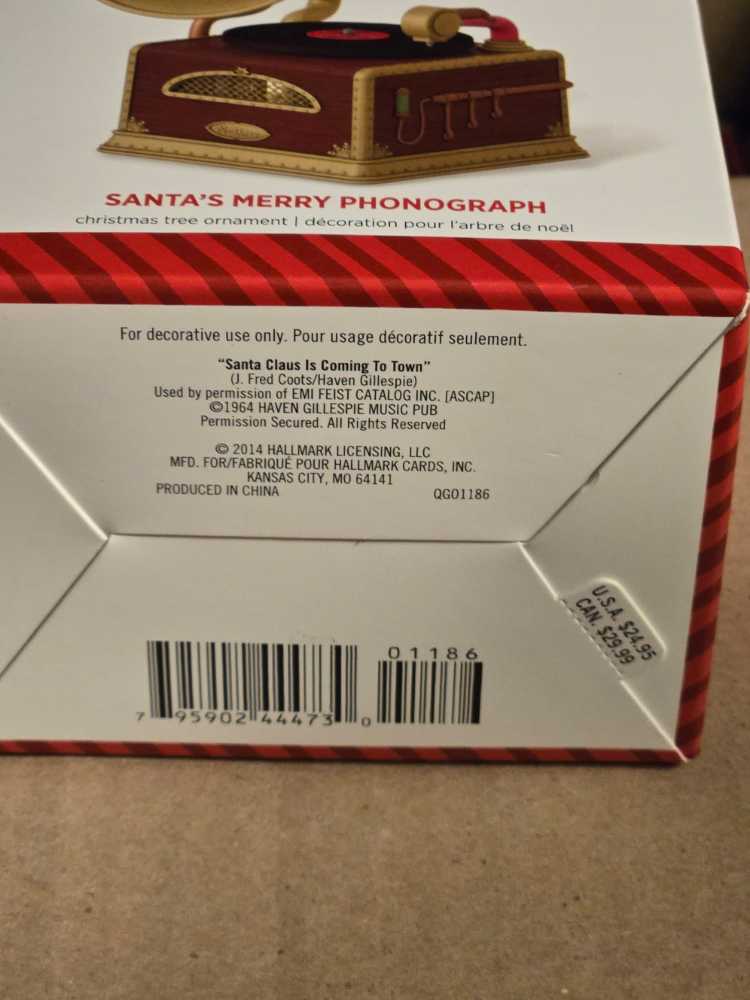 SANTA'S MERRY PHONOGRAPH
christmas tree ornament | décoration pour l'arbre de noël
For decorative use only. Pour usage décoratif seulement.
"Santa Claus Is Coming To Town"
(J. Fred Coots/Haven Gillespie)
Used by permission of EMI FEIST CATALOG INC. [ASCAP]
©1964 HAVEN GILLESPIE MUSIC PUB
Permission Secured. All Rights Reserved
© 2014 HALLMARK LICENSING, LLC
MFD. FOR/FABRIQUÉ POUR HALLMARK CARDS, INC.
KANSAS CITY, MO 64141
PRODUCED IN CHINA QGO1186
U.S.A. $24.95
CAN. $29.99
01186
7 95902 44473 0